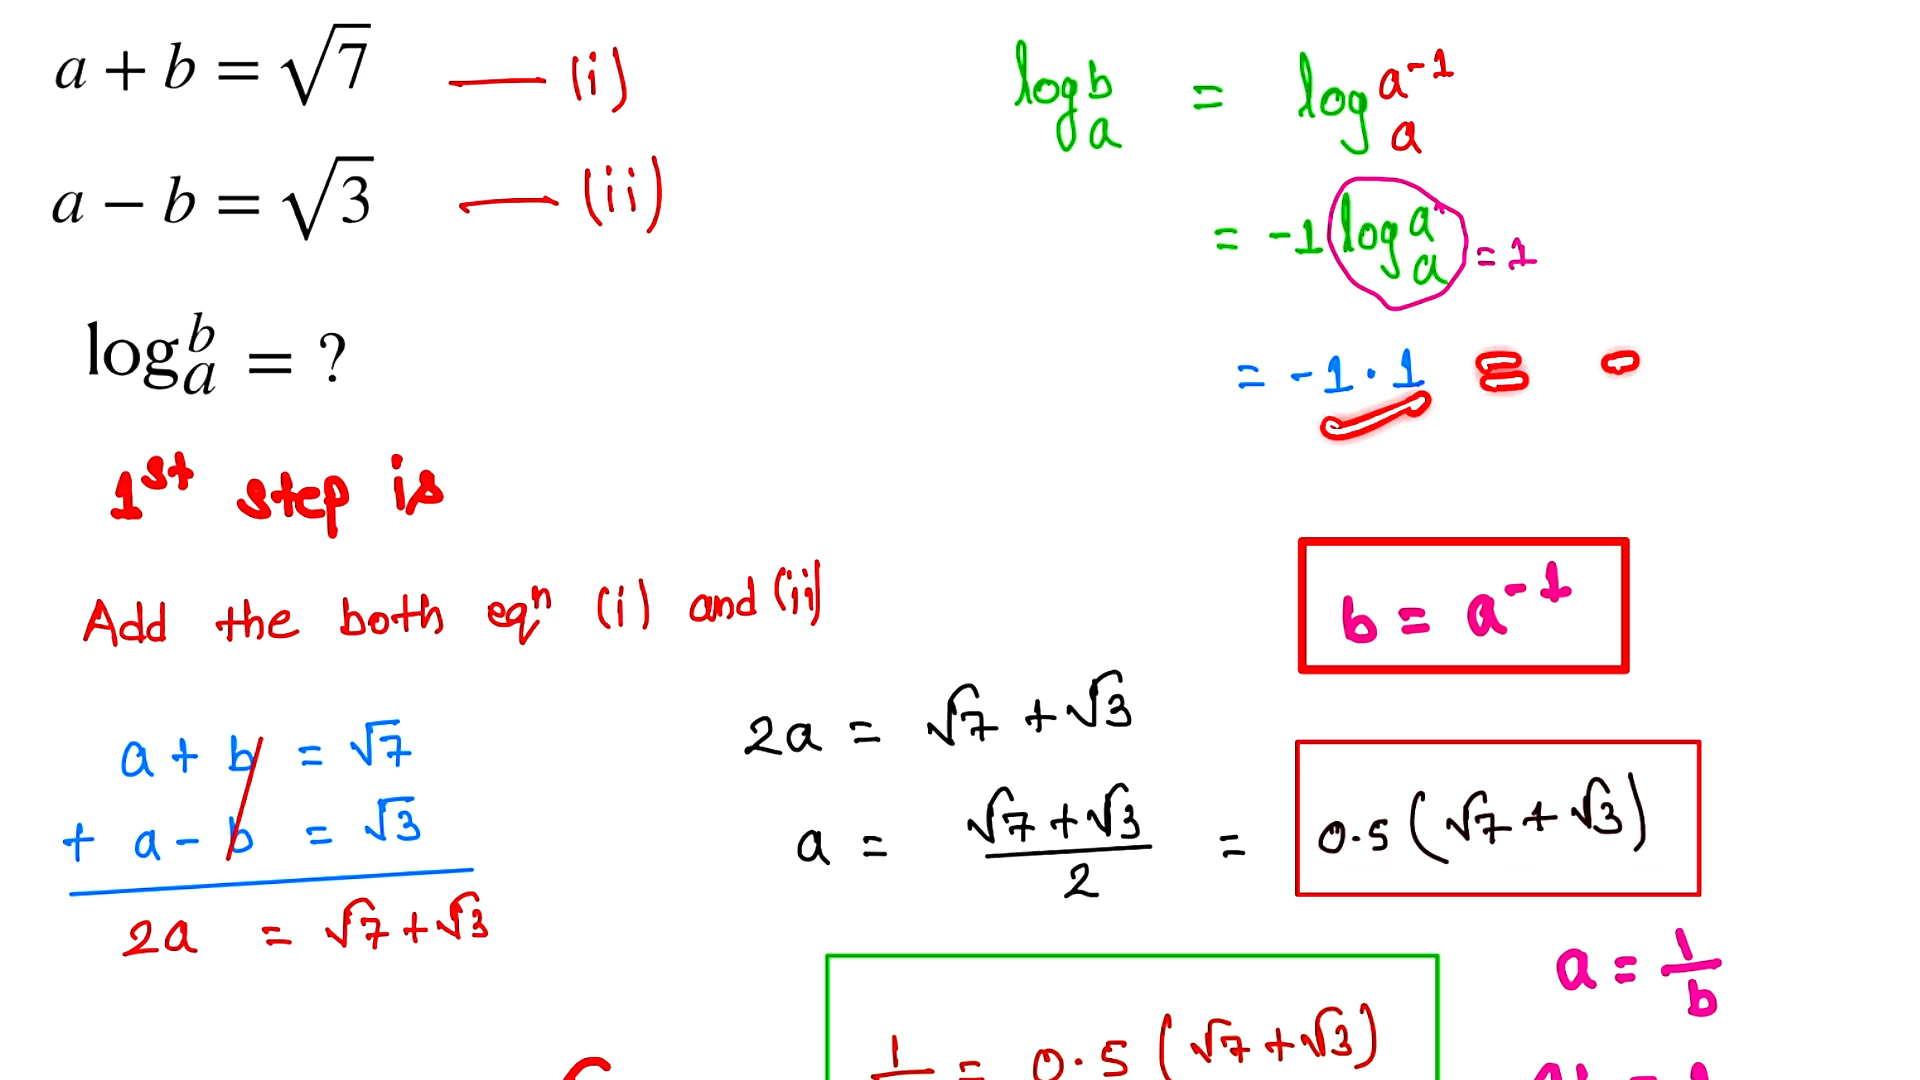 a + b = √7 — (i)
a − b = √3 — (ii)
log_a^b = ?
1st step is
Add the both eqⁿ (i) and (ii)
a + b = √7
+ a - b = √3
2a = √7 + √3
log_a^b = log_a^{a^{-1}}
= -1 log_a^a = 1
= -1 · 1 = -
b = a^{-1}
2a = √7 + √3
a = (√7 + √3)/2 = 0.5 (√7 + √3)
a = 1/b
= 0.5 (√7 + √3)